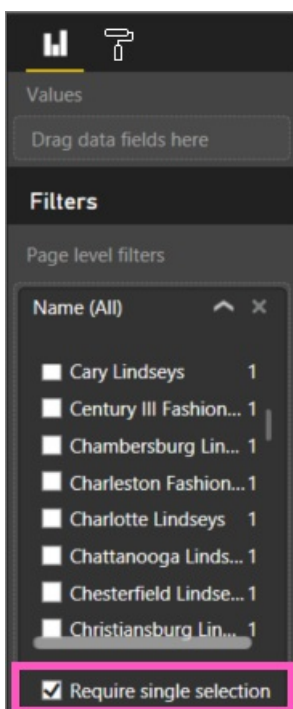 Values
Drag data fields here
Filters
Page level filters
Name (All)
Cary Lindseys 1
Century III Fashion... 1
Chambersburg Lin... 1
Charleston Fashion... 1
Charlotte Lindseys 1
Chattanooga Linds... 1
Chesterfield Lindse... 1
Christiansburg Lin... 1
Require single selection